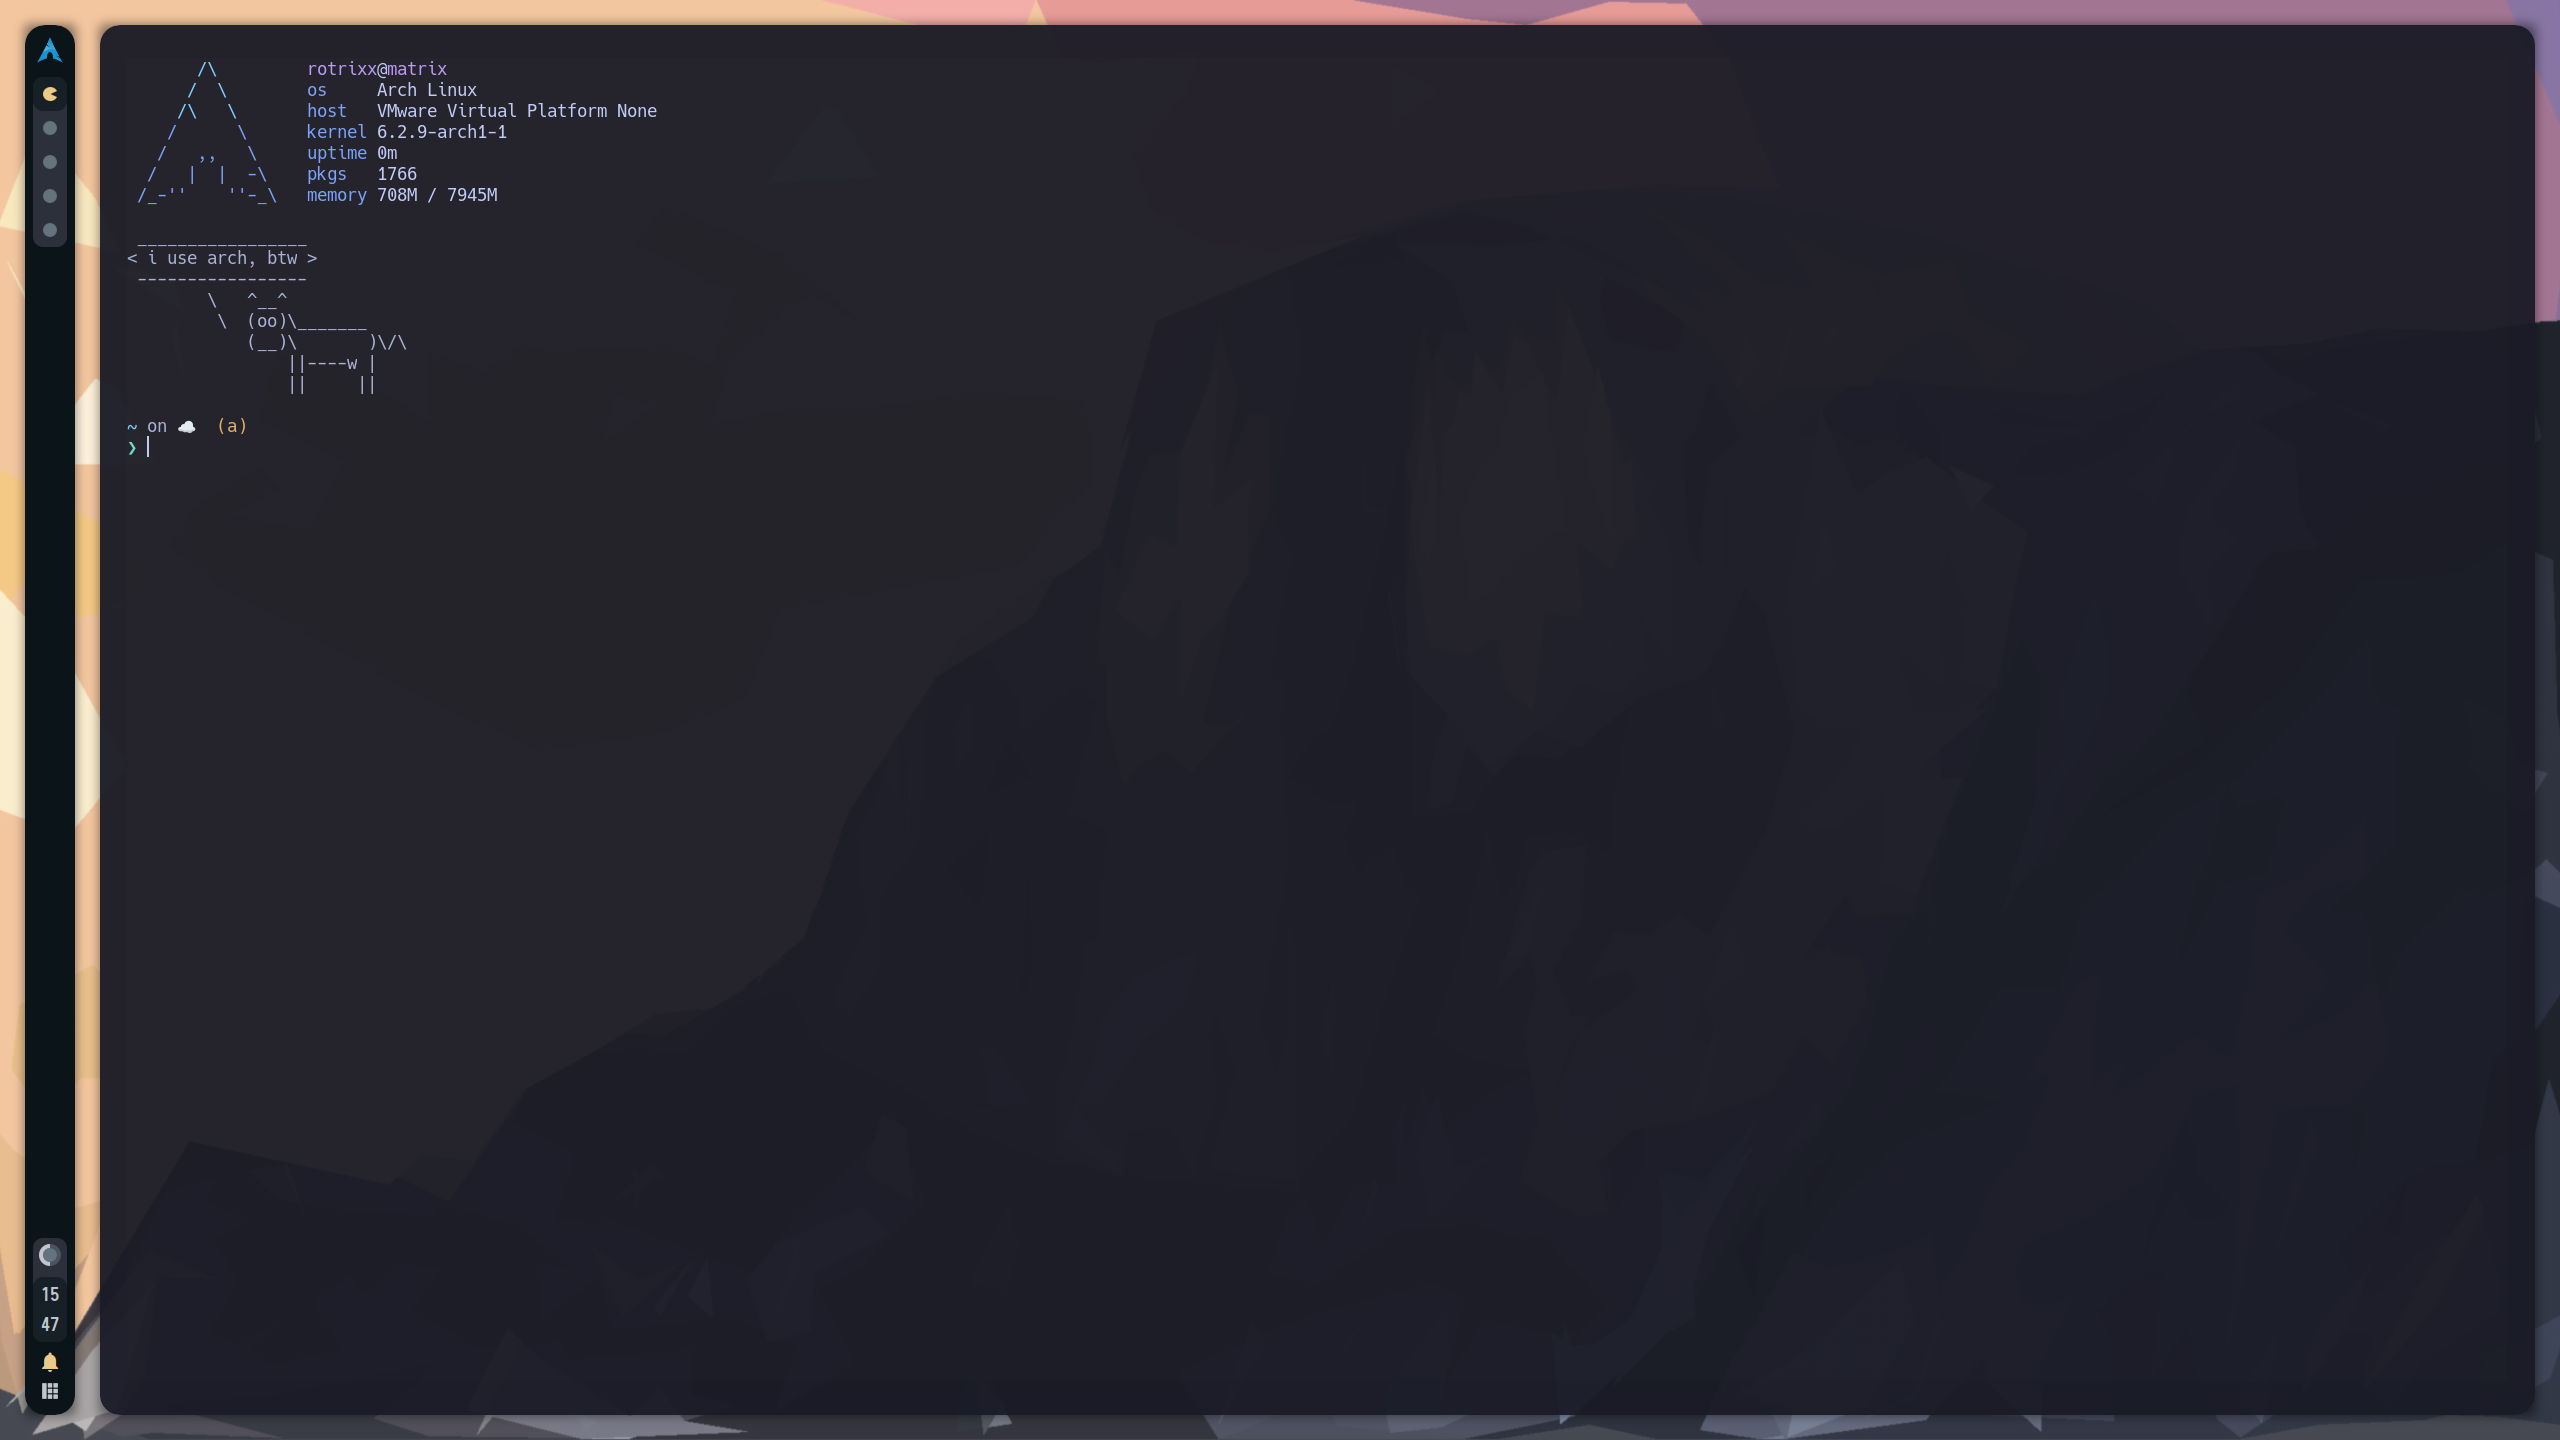 rotrixx@matrix
os Arch Linux
host VMware Virtual Platform None
kernel 6.2.9-arch1-1
uptime 0m
pkgs 1766
memory 708M / 7945M
< i use arch, btw >
~ on ☁️ (a)
❯
15
47